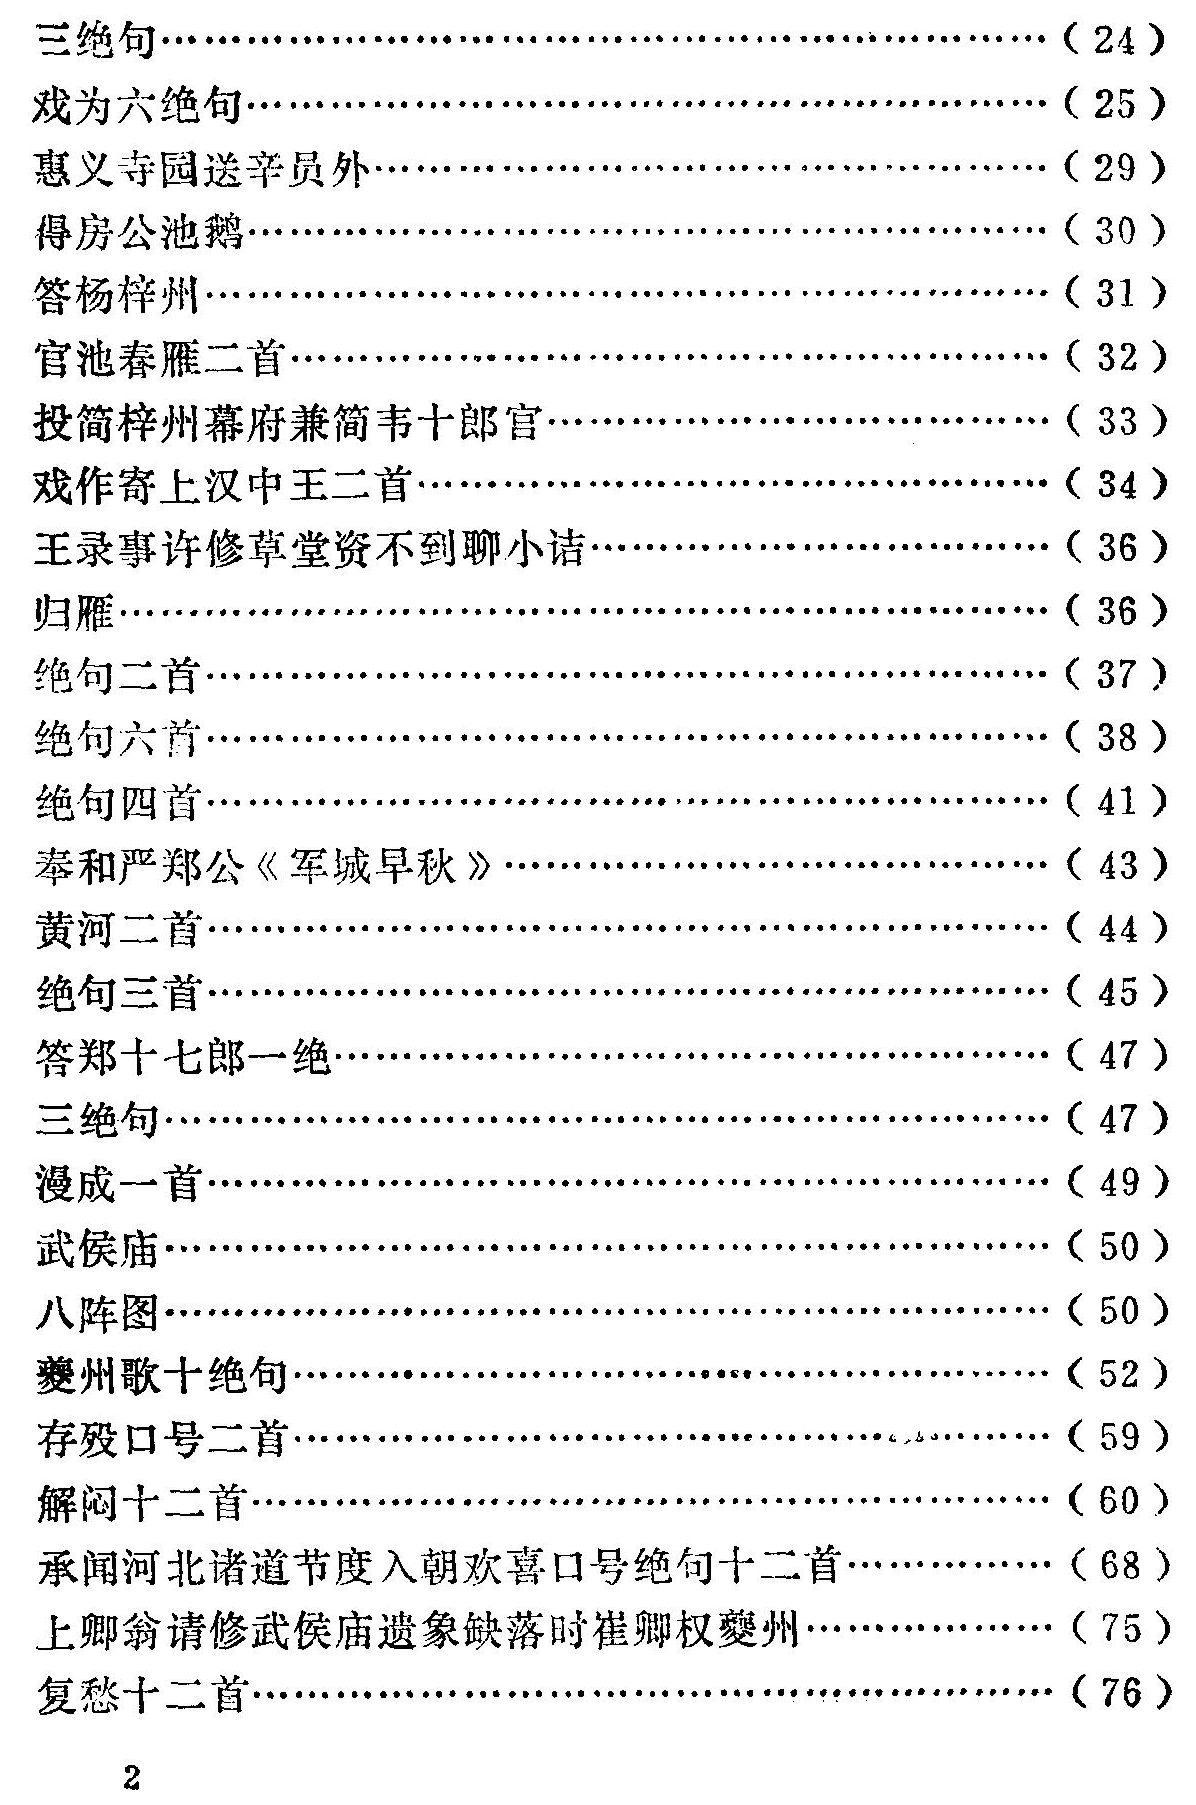 三绝句……………………………………………………………（24）
戏为六绝句………………………………………………………（25）
惠义寺园送辛员外………………………………………………（29）
得房公池鹅………………………………………………………（30）
答杨梓州…………………………………………………………（31）
官池春雁二首……………………………………………………（32）
投简梓州幕府兼简韦十郎官……………………………………（33）
戏作寄上汉中王二首……………………………………………（34）
王录事许修草堂资不到聊小诘…………………………………（36）
归雁………………………………………………………………（36）
绝句二首…………………………………………………………（37）
绝句六首…………………………………………………………（38）
绝句四首…………………………………………………………（41）
奉和严郑公《军城早秋》………………………………………（43）
黄河二首…………………………………………………………（44）
绝句三首…………………………………………………………（45）
答郑十七郎一绝…………………………………………………（47）
三绝句……………………………………………………………（47）
漫成一首…………………………………………………………（49）
武侯庙……………………………………………………………（50）
八阵图……………………………………………………………（50）
夔州歌十绝句……………………………………………………（52）
存殁口号二首……………………………………………………（59）
解闷十二首………………………………………………………（60）
承闻河北诸道节度入朝欢喜口号绝句十二首…………………（68）
上卿翁请修武侯庙遗象缺落时崔卿权夔州……………………（75）
复愁十二首………………………………………………………（76）
2